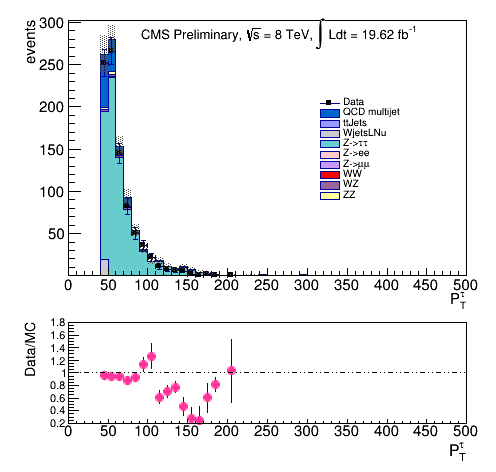 CMS Preliminary, √s = 8 TeV, ∫ Ldt = 19.62 fb⁻¹
events
300
250
200
150
100
50
Data
QCD multijet
ttJets
WjetsLNu
Z->ττ
Z->ee
Z->μμ
WW
WZ
ZZ
0 50 100 150 200 250 300 350 400 450 500
P_T^τ
Data/MC
1.8
1.6
1.4
1.2
1
0.8
0.6
0.4
0.2
0 50 100 150 200 250 300 350 400 450 500
P_T^τ